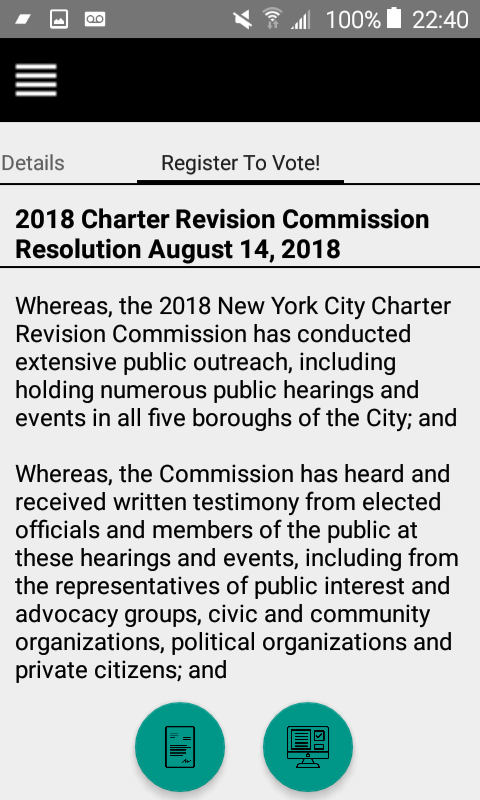 100% 22:40
Details Register To Vote!
2018 Charter Revision Commission
Resolution August 14, 2018
Whereas, the 2018 New York City Charter
Revision Commission has conducted
extensive public outreach, including
holding numerous public hearings and
events in all five boroughs of the City; and
Whereas, the Commission has heard and
received written testimony from elected
officials and members of the public at
these hearings and events, including from
the representatives of public interest and
advocacy groups, civic and community
organizations, political organizations and
private citizens; and